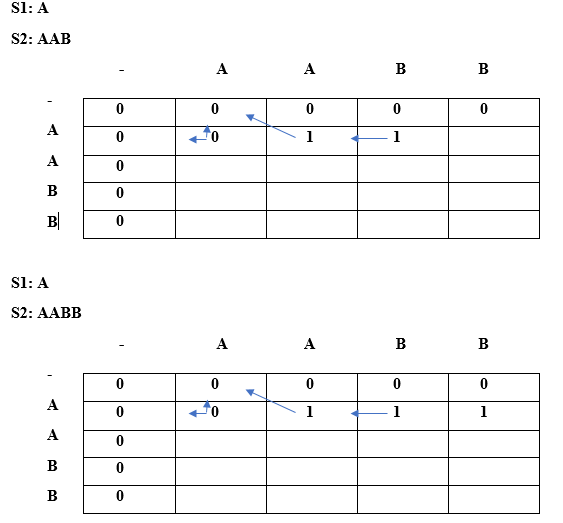 S1: A
S2: AAB
- A A B B
- 0 0 0 0 0
A 0 0 1 1
A 0
B 0
B 0
S1: A
S2: AABB
- A A B B
- 0 0 0 0 0
A 0 0 1 1 1
A 0
B 0
B 0